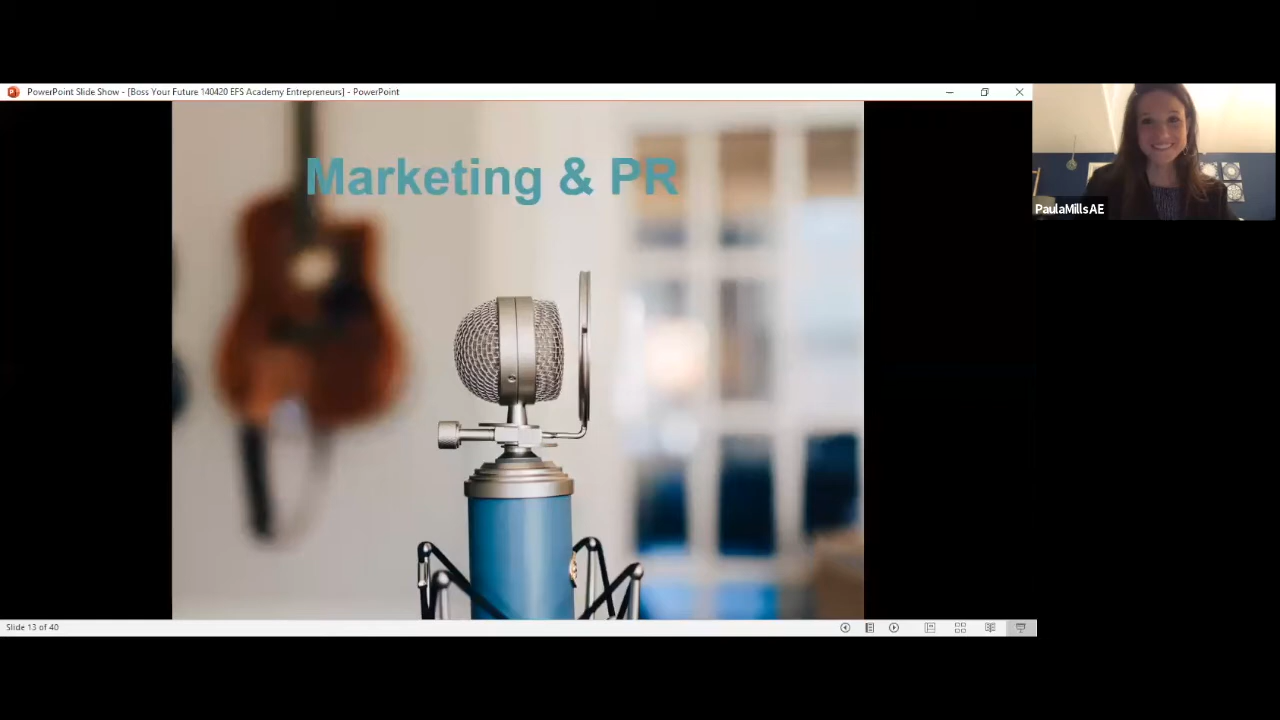 PowerPoint Slide Show - [Boss Your Future 140420 EFS Academy Entrepreneurs] - PowerPoint
Marketing & PR
PaulaMillsAE
Slide 13 of 40